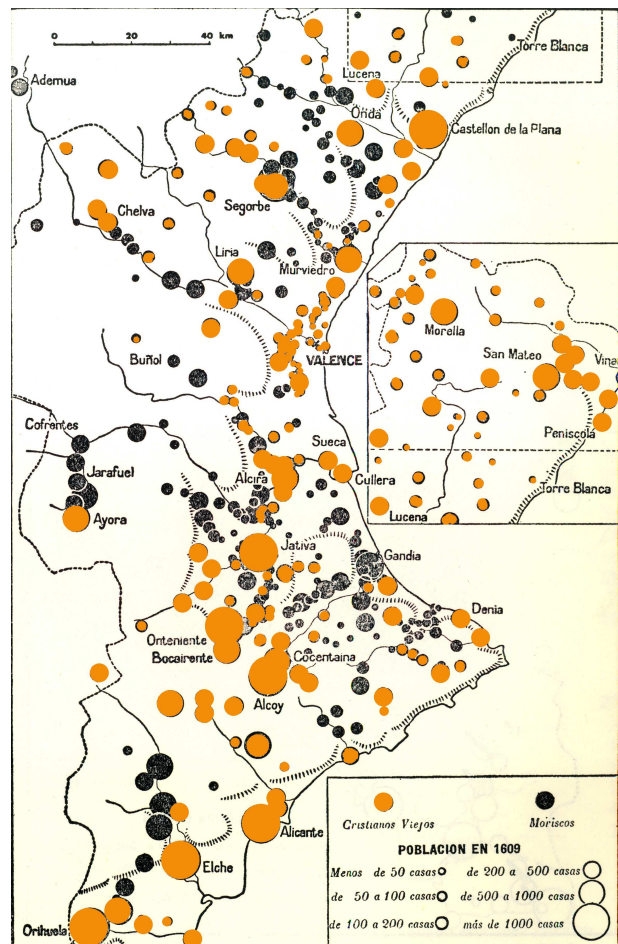 0 20 40 km
Torre Blanca
Lucena
Ademua
Onda
Castellon de la Plana
Segorbe
Chelva
Liria
Murviedro
Morella
VALENCE
San Mateo
Vina
Buñol
Peniscola
Cofrentes
Sueca
Jarafuel
Alcira
Cullera
Torre Blanca
Ayora
Lucena
Jativa
Gandia
Denia
Onteniente
Bocairente
Cocentaina
Alcoy
Cristianos Viejos
Moriscos
Alicante
POBLACION EN 1609
Elche
Menos de 50 casas
de 200 a 500 casas
de 50 a 100 casas
de 500 a 1000 casas
Orihuela
de 100 a 200 casas
más de 1000 casas